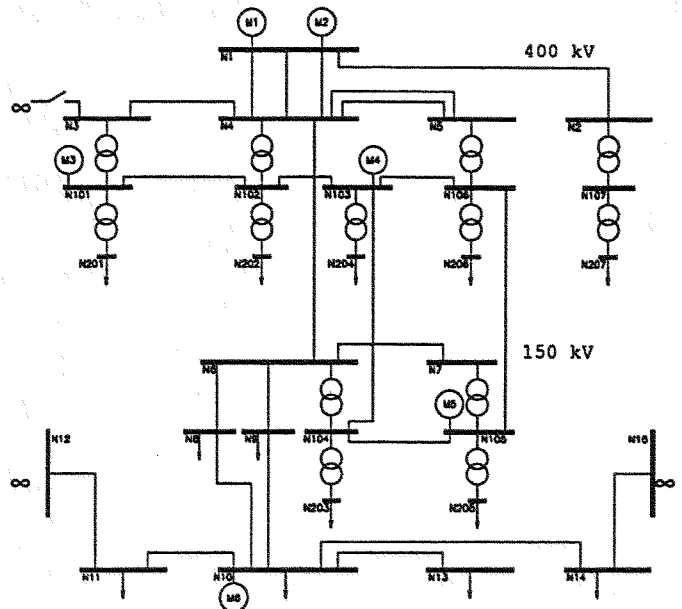 M1 M2
N1 400 kV
∞ N3 N4 N5 N2
M3 M4
N101 N102 N103 N106 N107
N201 N202 N204 N206 N207
150 kV
N6 N7
M5
N12 N8 N9 N104 N105 N16
∞ ∞
N203 N205
N11 N10 N13 N14
M6